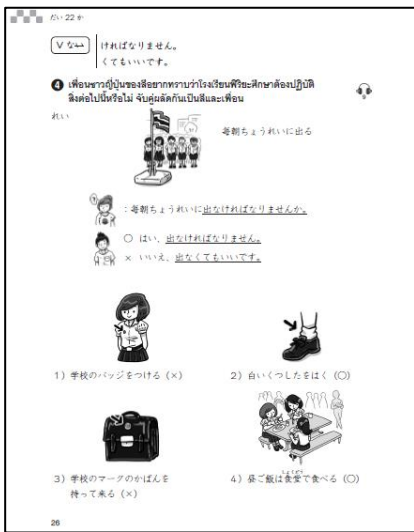 だい 22 か
V ない ければなりません。
くてもいいです。
4 เพื่อนชาวญี่ปุ่นของลีอยากทราบว่าโรงเรียนพิริยะศึกษาต้องปฏิบัติ
สิ่งต่อไปนี้หรือไม่ จับคู่ผลัดกันเป็นลีและเพื่อน
れい
毎朝ちょうれいに出る
:毎朝ちょうれいに出なければなりませんか。
○ はい、出なければなりません。
× いいえ、出なくてもいいです。
1)学校のバッジをつける(×)
2)白いくつしたをはく(○)
3)学校のマークのかばんを
持って来る(×)
しょくどう
4)昼ご飯は食堂で食べる(○)
26